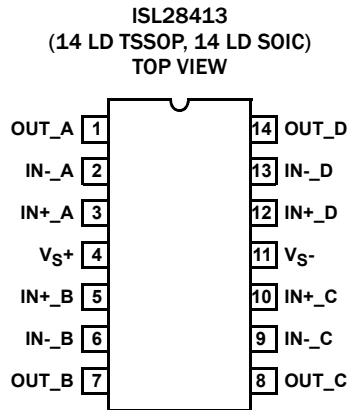 ISL28413
(14 LD TSSOP, 14 LD SOIC)
TOP VIEW
OUT_A 1 14 OUT_D
IN-_A 2 13 IN-_D
IN+_A 3 12 IN+_D
VS+ 4 11 VS-
IN+_B 5 10 IN+_C
IN-_B 6 9 IN-_C
OUT_B 7 8 OUT_C